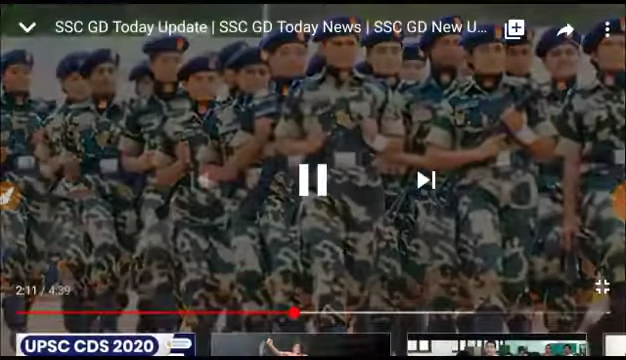 SSC GD Today Update | SSC GD Today News | SSC GD New U...
2:11 / 4:39
UPSC CDS 2020